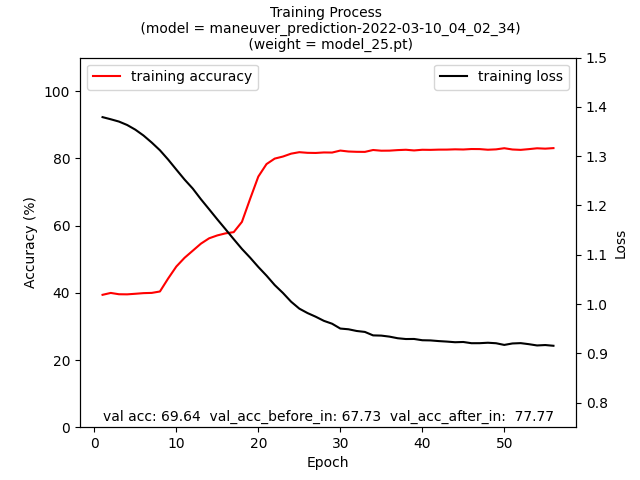 Training Process
(model = maneuver_prediction-2022-03-10_04_02_34)
(weight = model_25.pt)
training accuracy
training loss
Accuracy (%)
100
80
60
40
20
0
1.5
1.4
1.3
1.2
1.1
1.0
0.9
0.8
Loss
val acc: 69.64 val_acc_before_in: 67.73 val_acc_after_in: 77.77
0 10 20 30 40 50
Epoch